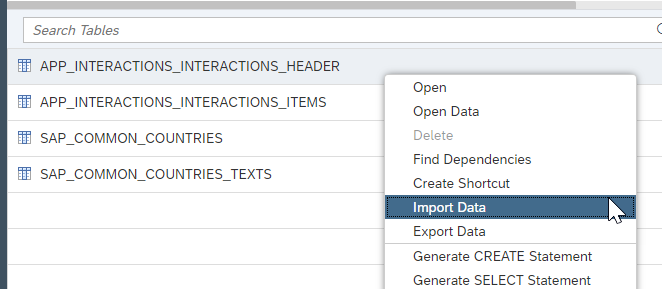 Search Tables
APP_INTERACTIONS_INTERACTIONS_HEADER
APP_INTERACTIONS_INTERACTIONS_ITEMS
SAP_COMMON_COUNTRIES
SAP_COMMON_COUNTRIES_TEXTS
Open
Open Data
Delete
Find Dependencies
Create Shortcut
Import Data
Export Data
Generate CREATE Statement
Generate SELECT Statement